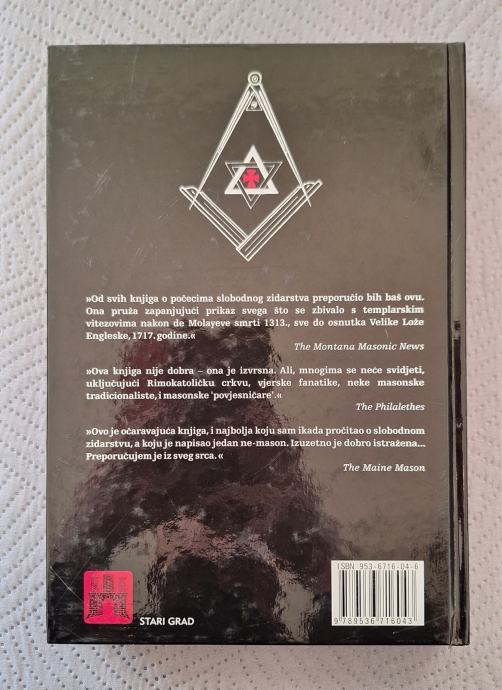 »Od svih knjiga o počecima slobodnog zidarstva preporučio bih baš ovu.
Ona pruža zapanjujući prikaz svega što se zbivalo s templarskim
vitezovima nakon de Molayeve smrti 1313., sve do osnutka Velike Lože
Engleske, 1717. godine.«
The Montana Masonic News
»Ova knjiga nije dobra – ona je izvrsna. Ali, mnogima se neće svidjeti,
uključujući Rimokatoličku crkvu, vjerske fanatike, neke masonske
tradicionaliste, i masonske 'povjesničare'.«
The Philalethes
»Ovo je očaravajuća knjiga, i najbolja koju sam ikada pročitao o slobodnom
zidarstvu, a koju je napisao jedan ne-mason. Izuzetno je dobro istražena...
Preporučujem je iz sveg srca.«
The Maine Mason
ISBN 953-6716-04-6
9789536716043
STARI GRAD